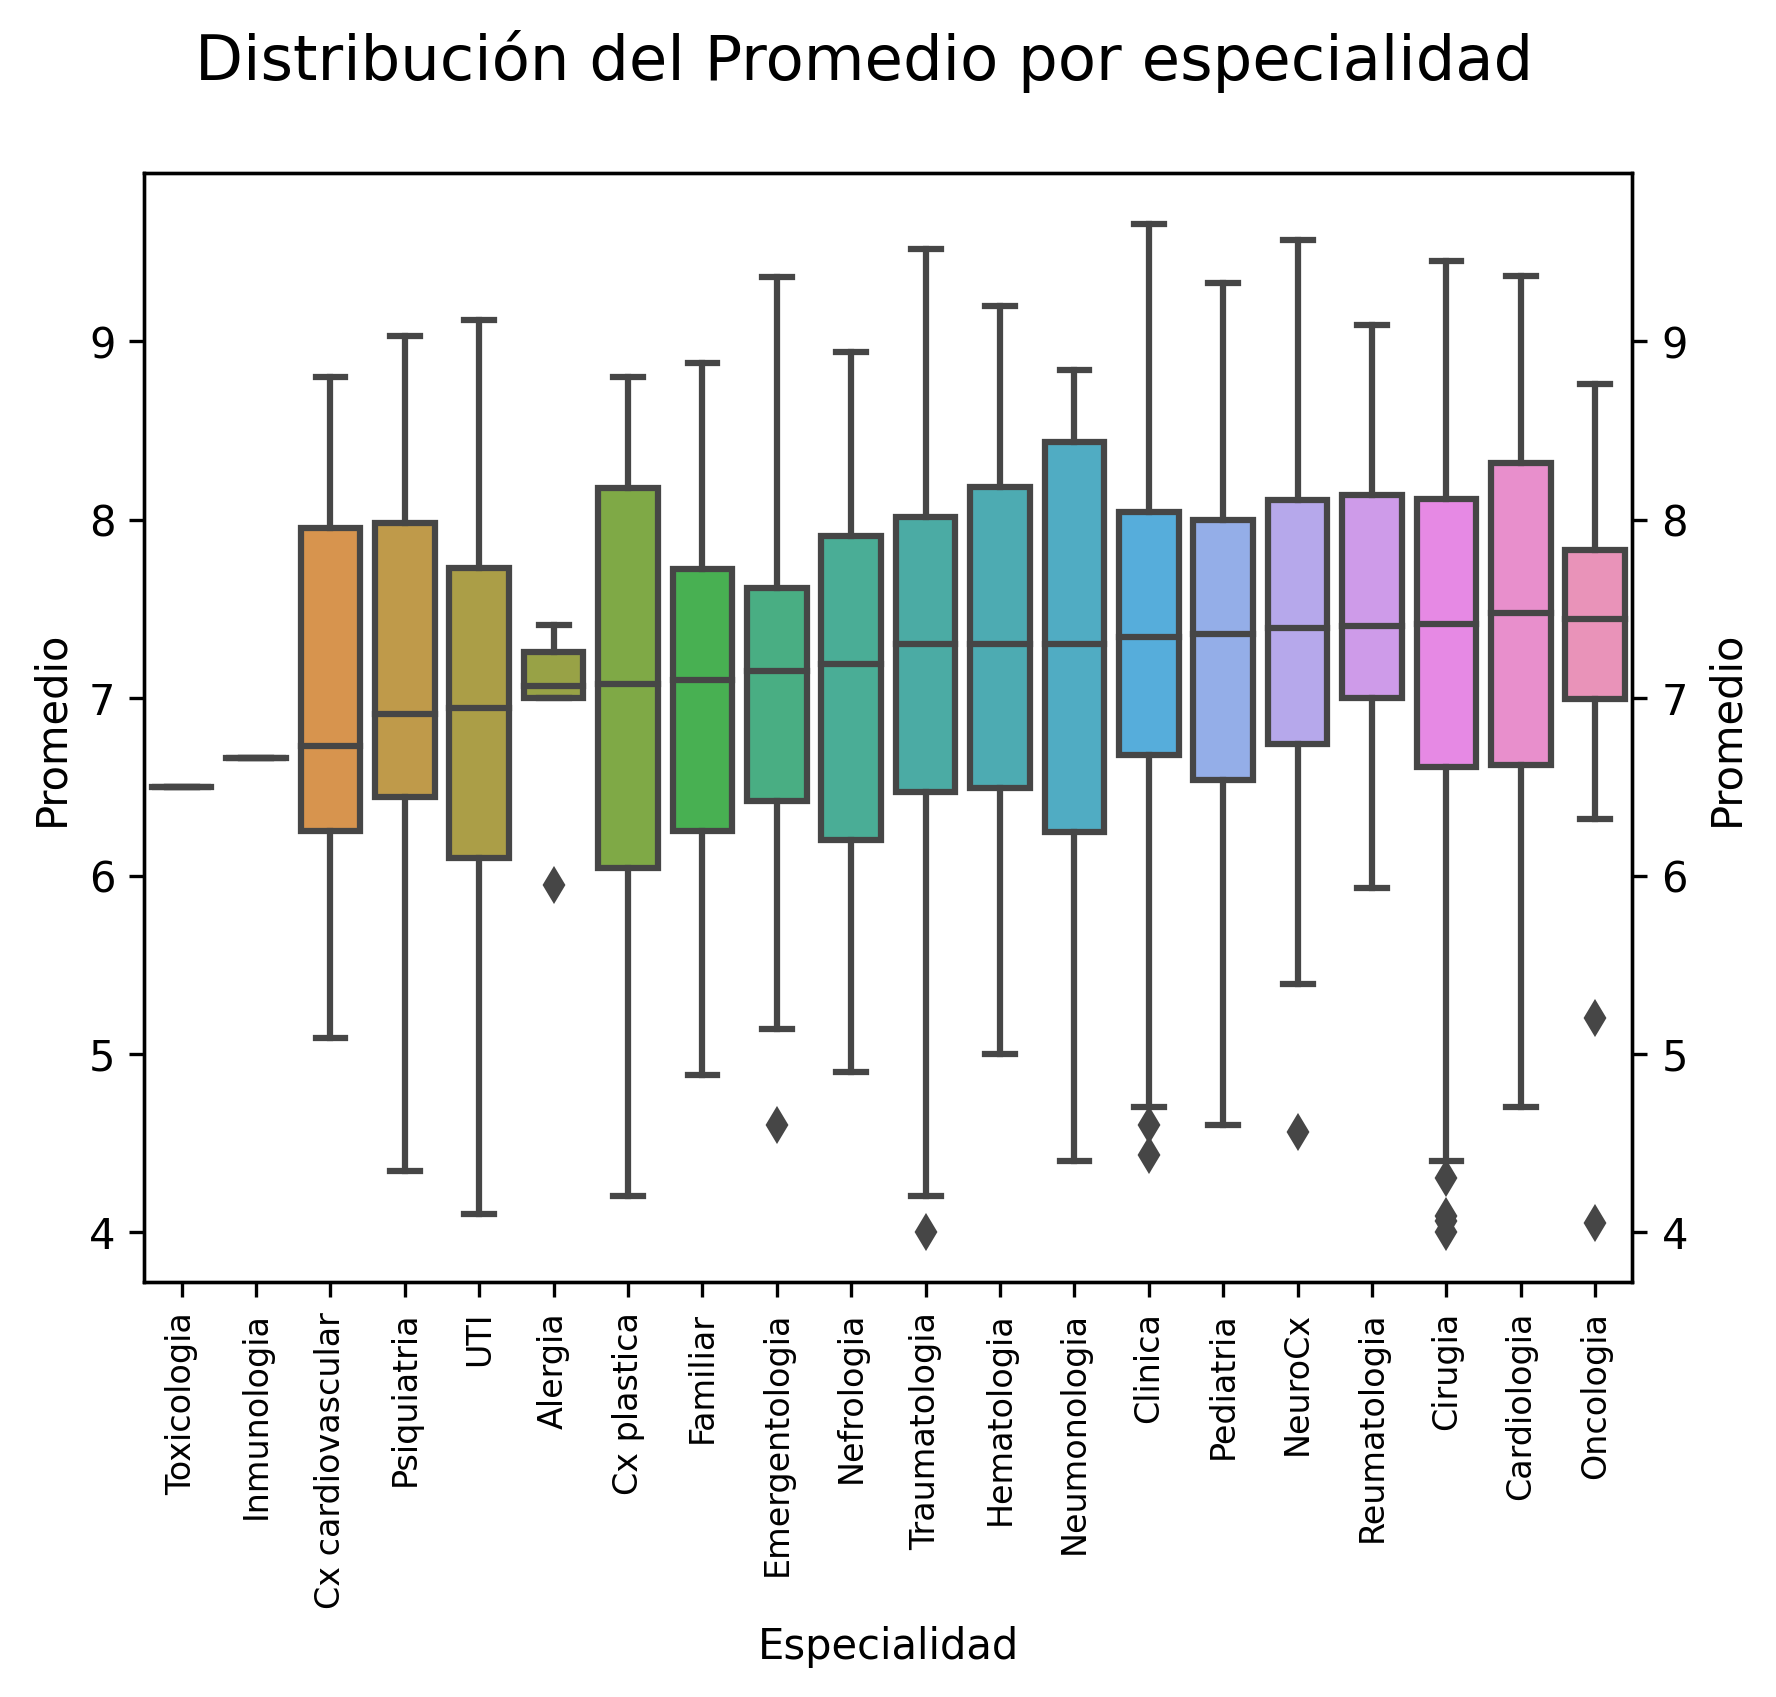 Distribución del Promedio por especialidad
Promedio
9
8
7
6
5
4
9
8
7
6
5
4
Promedio
Toxicologia
Inmunologia
Cx cardiovascular
Psiquiatria
UTI
Alergia
Cx plastica
Familiar
Emergentologia
Nefrologia
Traumatologia
Hematologia
Neumonologia
Clinica
Pediatria
NeuroCx
Reumatologia
Cirugia
Cardiologia
Oncologia
Especialidad